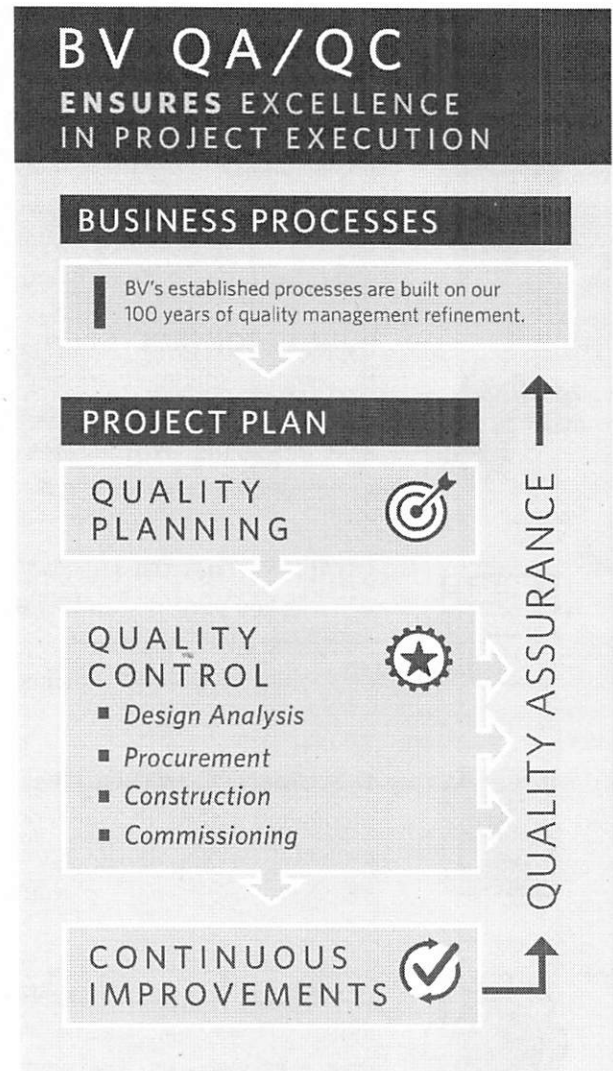 BV QA/QC
ENSURES EXCELLENCE
IN PROJECT EXECUTION
BUSINESS PROCESSES
BV's established processes are built on our
100 years of quality management refinement.
PROJECT PLAN
QUALITY
PLANNING
QUALITY
CONTROL
▪ Design Analysis
▪ Procurement
▪ Construction
▪ Commissioning
CONTINUOUS
IMPROVEMENTS
QUALITY ASSURANCE